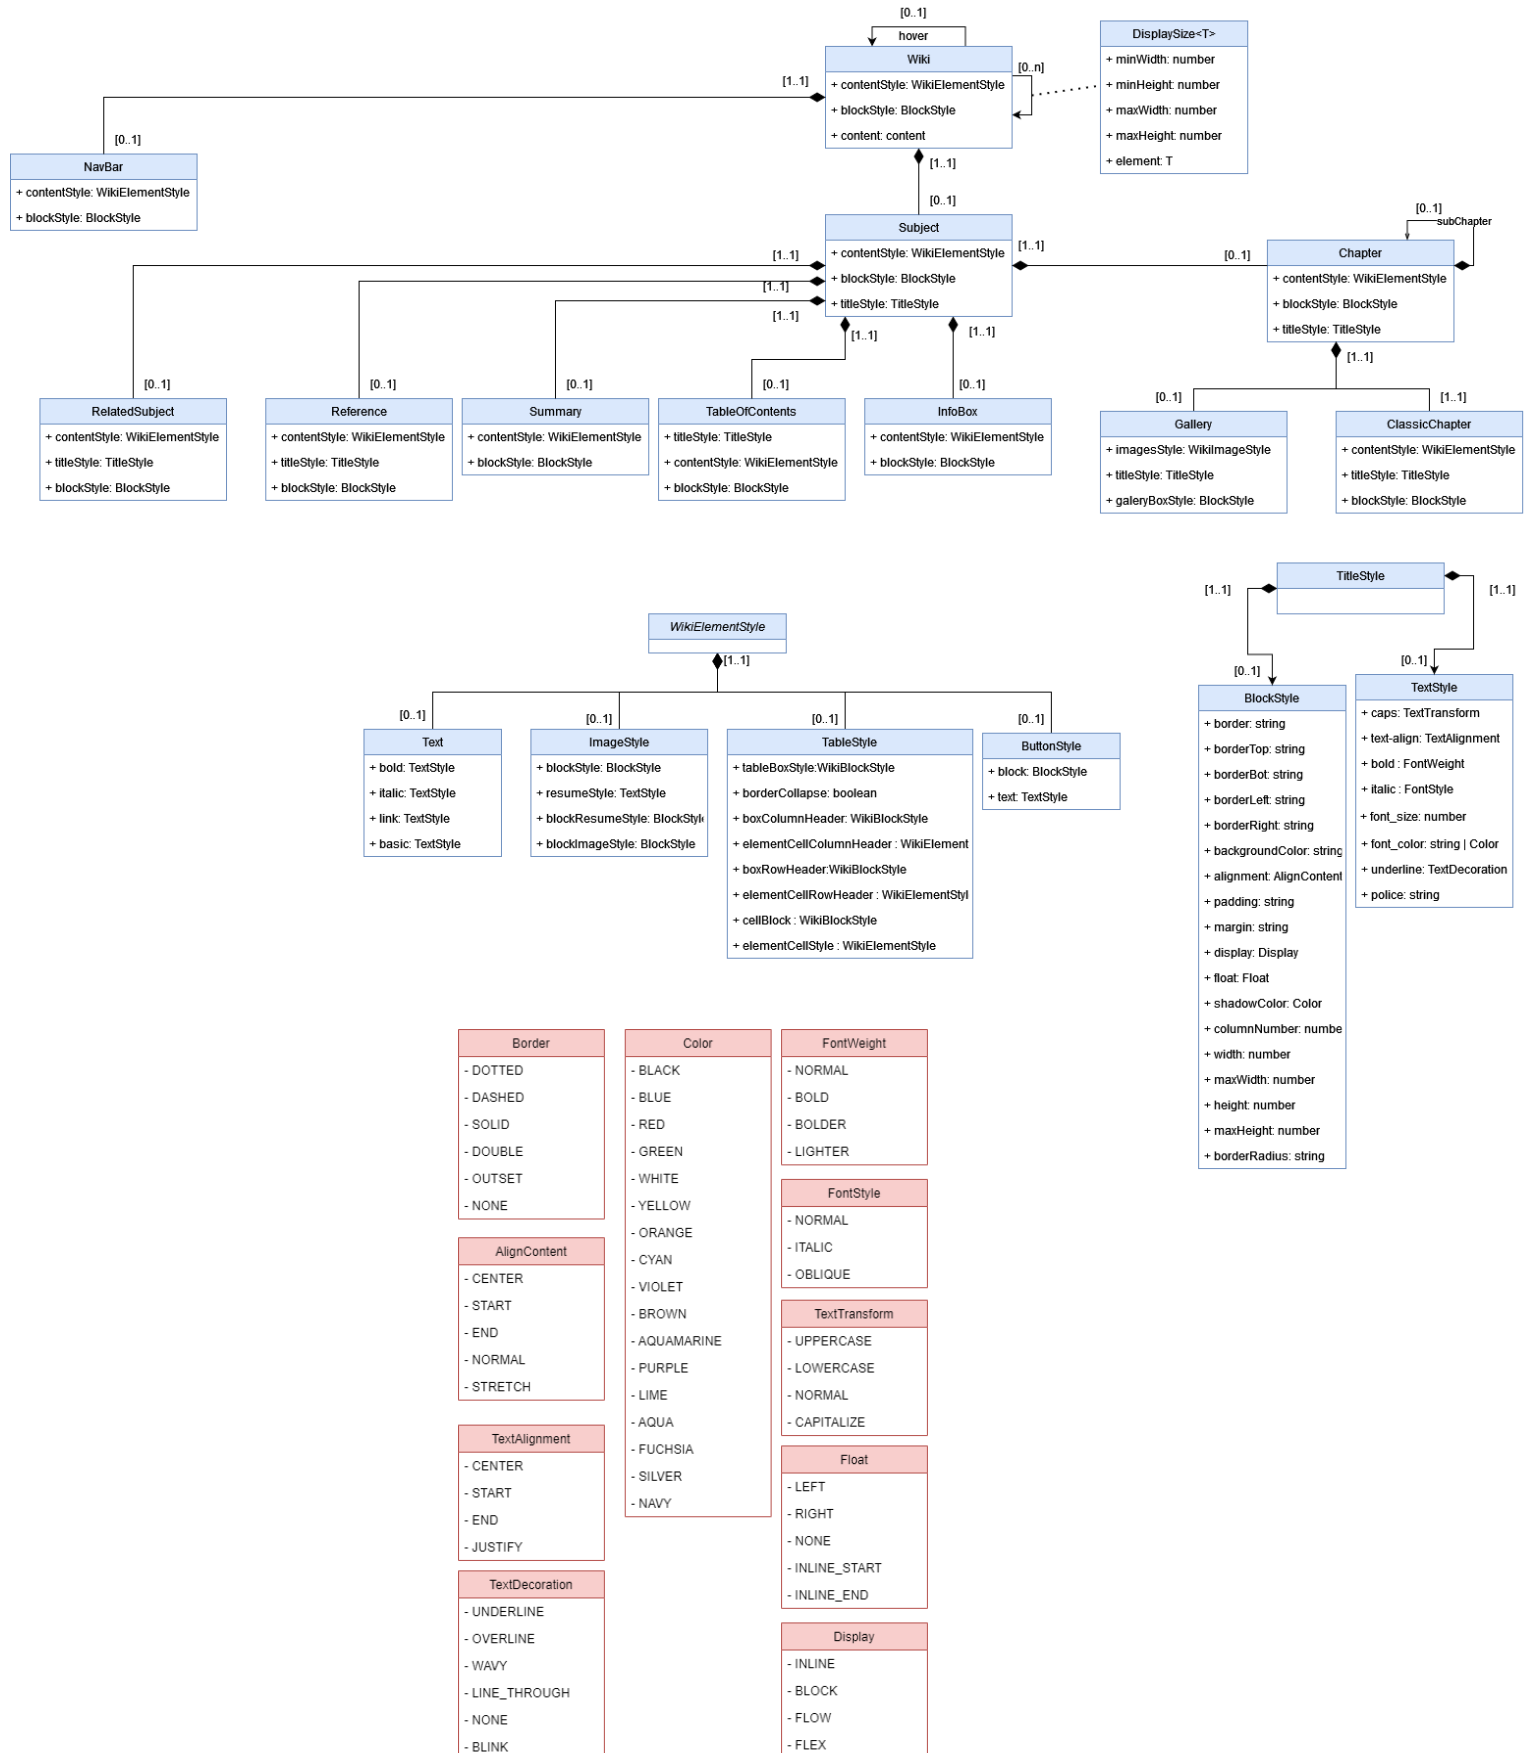 [0..1]
hover
Wiki
+ contentStyle: WikiElementStyle
+ blockStyle: BlockStyle
+ content: content
[0..n]
DisplaySize<T>
+ minWidth: number
+ minHeight: number
+ maxWidth: number
+ maxHeight: number
+ element: T
[1..1]
[0..1]
NavBar
+ contentStyle: WikiElementStyle
+ blockStyle: BlockStyle
[1..1]
[0..1]
Subject
+ contentStyle: WikiElementStyle
+ blockStyle: BlockStyle
+ titleStyle: TitleStyle
[1..1]
[0..1]
[0..1]
subChapter
Chapter
+ contentStyle: WikiElementStyle
+ blockStyle: BlockStyle
+ titleStyle: TitleStyle
[1..1]
[1..1]
[1..1]
[1..1]
[1..1]
[1..1]
[0..1]
RelatedSubject
+ contentStyle: WikiElementStyle
+ titleStyle: TitleStyle
+ blockStyle: BlockStyle
[0..1]
Reference
+ contentStyle: WikiElementStyle
+ titleStyle: TitleStyle
+ blockStyle: BlockStyle
[0..1]
Summary
+ contentStyle: WikiElementStyle
+ blockStyle: BlockStyle
[0..1]
TableOfContents
+ titleStyle: TitleStyle
+ contentStyle: WikiElementStyle
+ blockStyle: BlockStyle
[0..1]
InfoBox
+ contentStyle: WikiElementStyle
+ blockStyle: BlockStyle
[0..1]
Gallery
+ imagesStyle: WikiImageStyle
+ titleStyle: TitleStyle
+ galeryBoxStyle: BlockStyle
[1..1]
ClassicChapter
+ contentStyle: WikiElementStyle
+ titleStyle: TitleStyle
+ blockStyle: BlockStyle
TitleStyle
[1..1]
[1..1]
[0..1]
[0..1]
WikiElementStyle
[1..1]
[0..1]
Text
+ bold: TextStyle
+ italic: TextStyle
+ link: TextStyle
+ basic: TextStyle
[0..1]
ImageStyle
+ blockStyle: BlockStyle
+ resumeStyle: TextStyle
+ blockResumeStyle: BlockStyle
+ blockImageStyle: BlockStyle
[0..1]
TableStyle
+ tableBoxStyle:WikiBlockStyle
+ borderCollapse: boolean
+ boxColumnHeader: WikiBlockStyle
+ elementCellColumnHeader : WikiElement
+ boxRowHeader:WikiBlockStyle
+ elementCellRowHeader : WikiElementStyl
+ cellBlock : WikiBlockStyle
+ elementCellStyle : WikiElementStyle
[0..1]
ButtonStyle
+ block: BlockStyle
+ text: TextStyle
BlockStyle
+ border: string
+ borderTop: string
+ borderBot: string
+ borderLeft: string
+ borderRight: string
+ backgroundColor: string
+ alignment: AlignContent
+ padding: string
+ margin: string
+ display: Display
+ float: Float
+ shadowColor: Color
+ columnNumber: numbe
+ width: number
+ maxWidth: number
+ height: number
+ maxHeight: number
+ borderRadius: string
TextStyle
+ caps: TextTransform
+ text-align: TextAlignment
+ bold : FontWeight
+ italic : FontStyle
+ font_size: number
+ font_color: string | Color
+ underline: TextDecoration
+ police: string
Border
- DOTTED
- DASHED
- SOLID
- DOUBLE
- OUTSET
- NONE
AlignContent
- CENTER
- START
- END
- NORMAL
- STRETCH
TextAlignment
- CENTER
- START
- END
- JUSTIFY
TextDecoration
- UNDERLINE
- OVERLINE
- WAVY
- LINE_THROUGH
- NONE
- BLINK
Color
- BLACK
- BLUE
- RED
- GREEN
- WHITE
- YELLOW
- ORANGE
- CYAN
- VIOLET
- BROWN
- AQUAMARINE
- PURPLE
- LIME
- AQUA
- FUCHSIA
- SILVER
- NAVY
FontWeight
- NORMAL
- BOLD
- BOLDER
- LIGHTER
FontStyle
- NORMAL
- ITALIC
- OBLIQUE
TextTransform
- UPPERCASE
- LOWERCASE
- NORMAL
- CAPITALIZE
Float
- LEFT
- RIGHT
- NONE
- INLINE_START
- INLINE_END
Display
- INLINE
- BLOCK
- FLOW
- FLEX